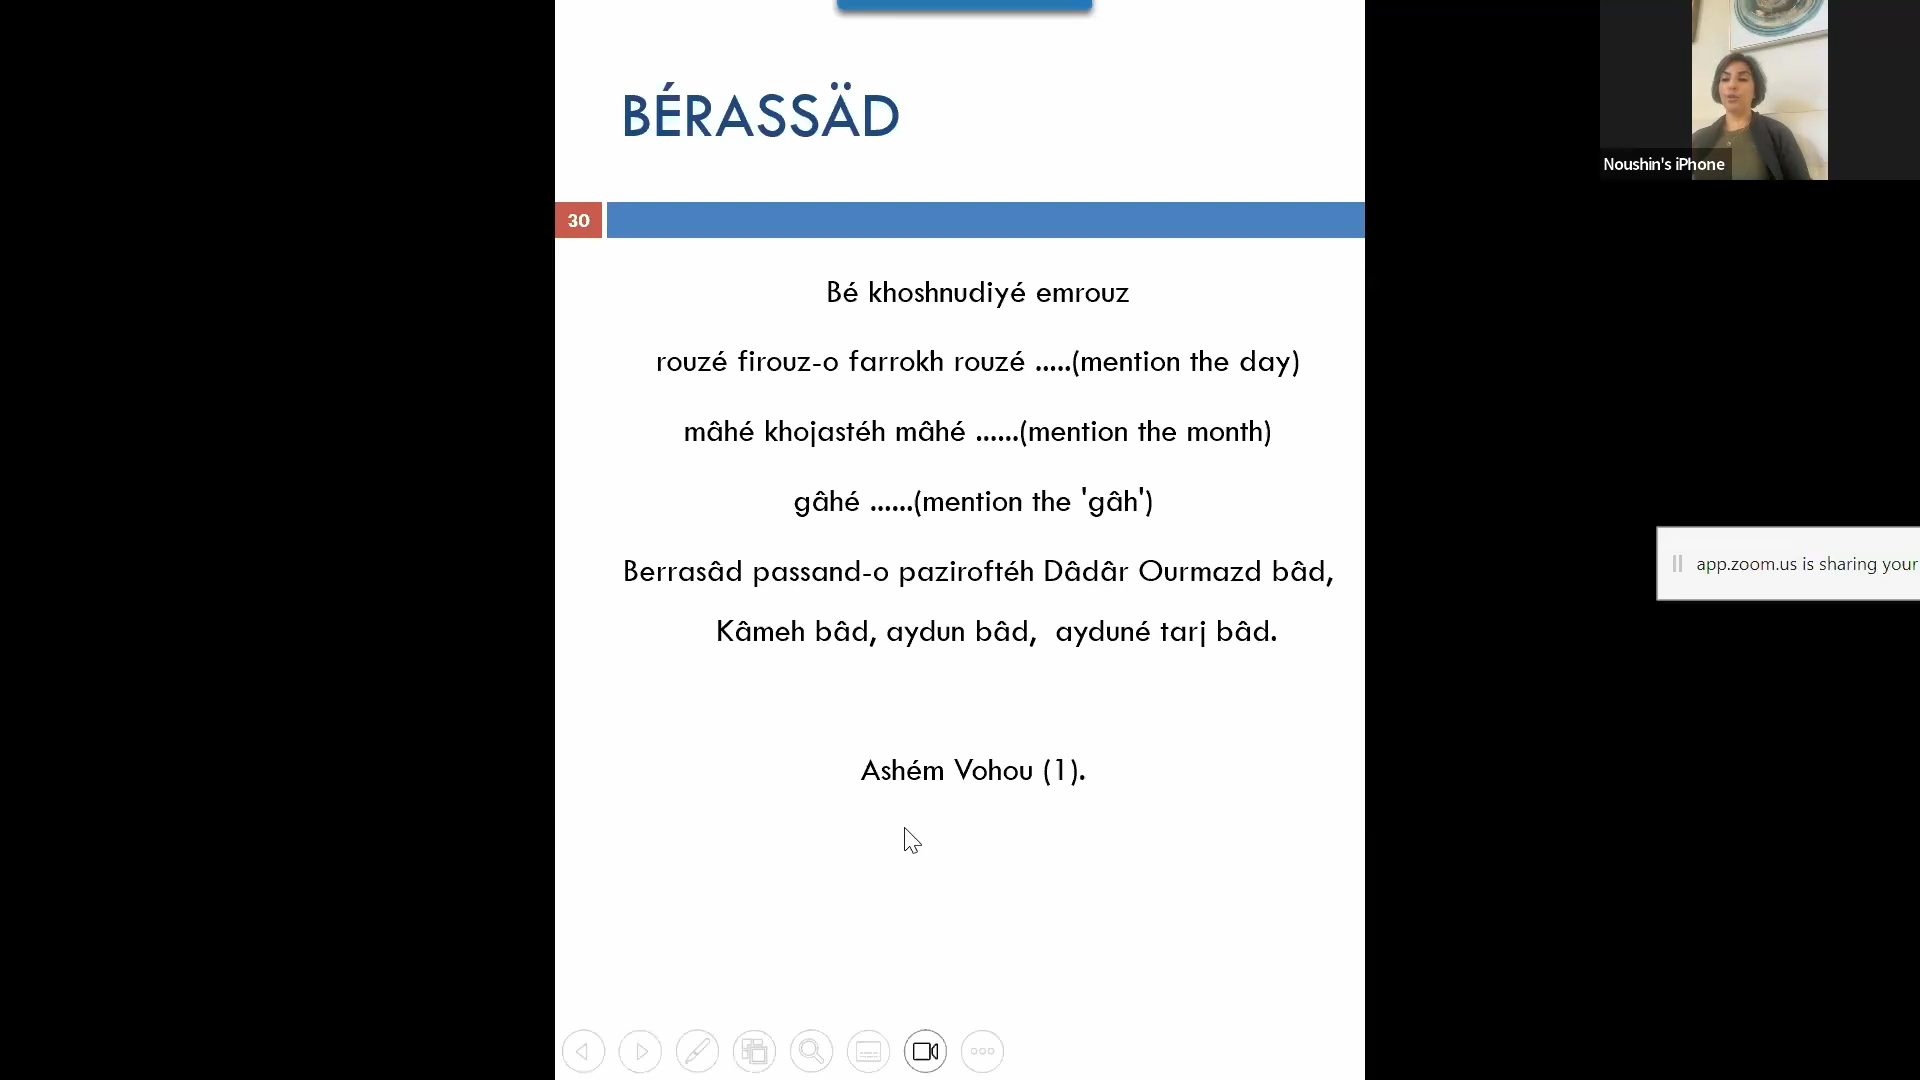 BÉRASSÄD
Noushin's iPhone
30
Bé khoshnudiyé emrouz
rouzé firouz-o farrokh rouzé .....(mention the day)
mâhé khojastéh mâhé ......(mention the month)
gâhé ......(mention the 'gâh')
Berrasâd passand-o paziroftéh Dâdâr Ourmazd bâd,
app.zoom.us is sharing your
Kâmeh bâd, aydun bâd,  ayduné tarj bâd.
Ashém Vohou (1).